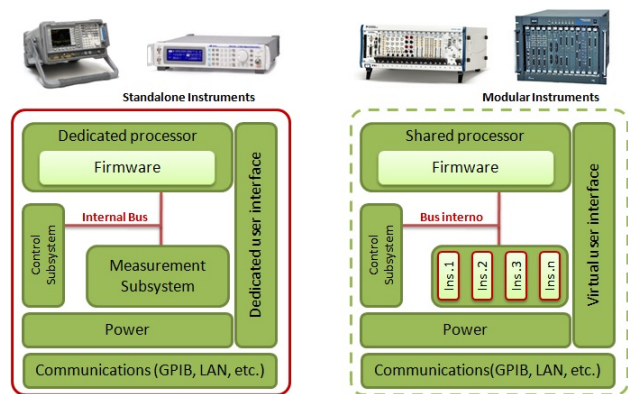 Standalone Instruments
Dedicated processor
Firmware
Internal Bus
Control
Subsystem
Measurement
Subsystem
Dedicated user interface
Power
Communications (GPIB, LAN, etc.)
Modular Instruments
Shared processor
Firmware
Bus interno
Control
Subsystem
Ins.1
Ins.2
Ins.3
Ins.n
Virtual user interface
Power
Communications(GPIB, LAN, etc.)